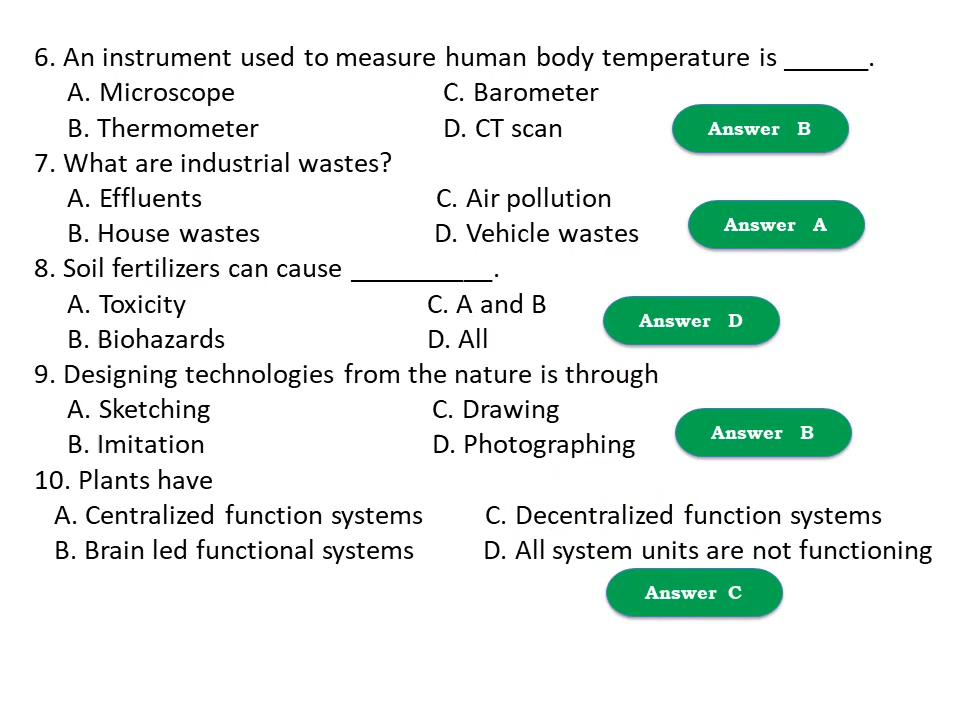 6. An instrument used to measure human body temperature is ______.
A. Microscope C. Barometer
B. Thermometer D. CT scan
Answer B
7. What are industrial wastes?
A. Effluents C. Air pollution
B. House wastes D. Vehicle wastes
Answer A
8. Soil fertilizers can cause __________.
A. Toxicity C. A and B
B. Biohazards D. All
Answer D
9. Designing technologies from the nature is through
A. Sketching C. Drawing
B. Imitation D. Photographing
Answer B
10. Plants have
A. Centralized function systems C. Decentralized function systems
B. Brain led functional systems D. All system units are not functioning
Answer C